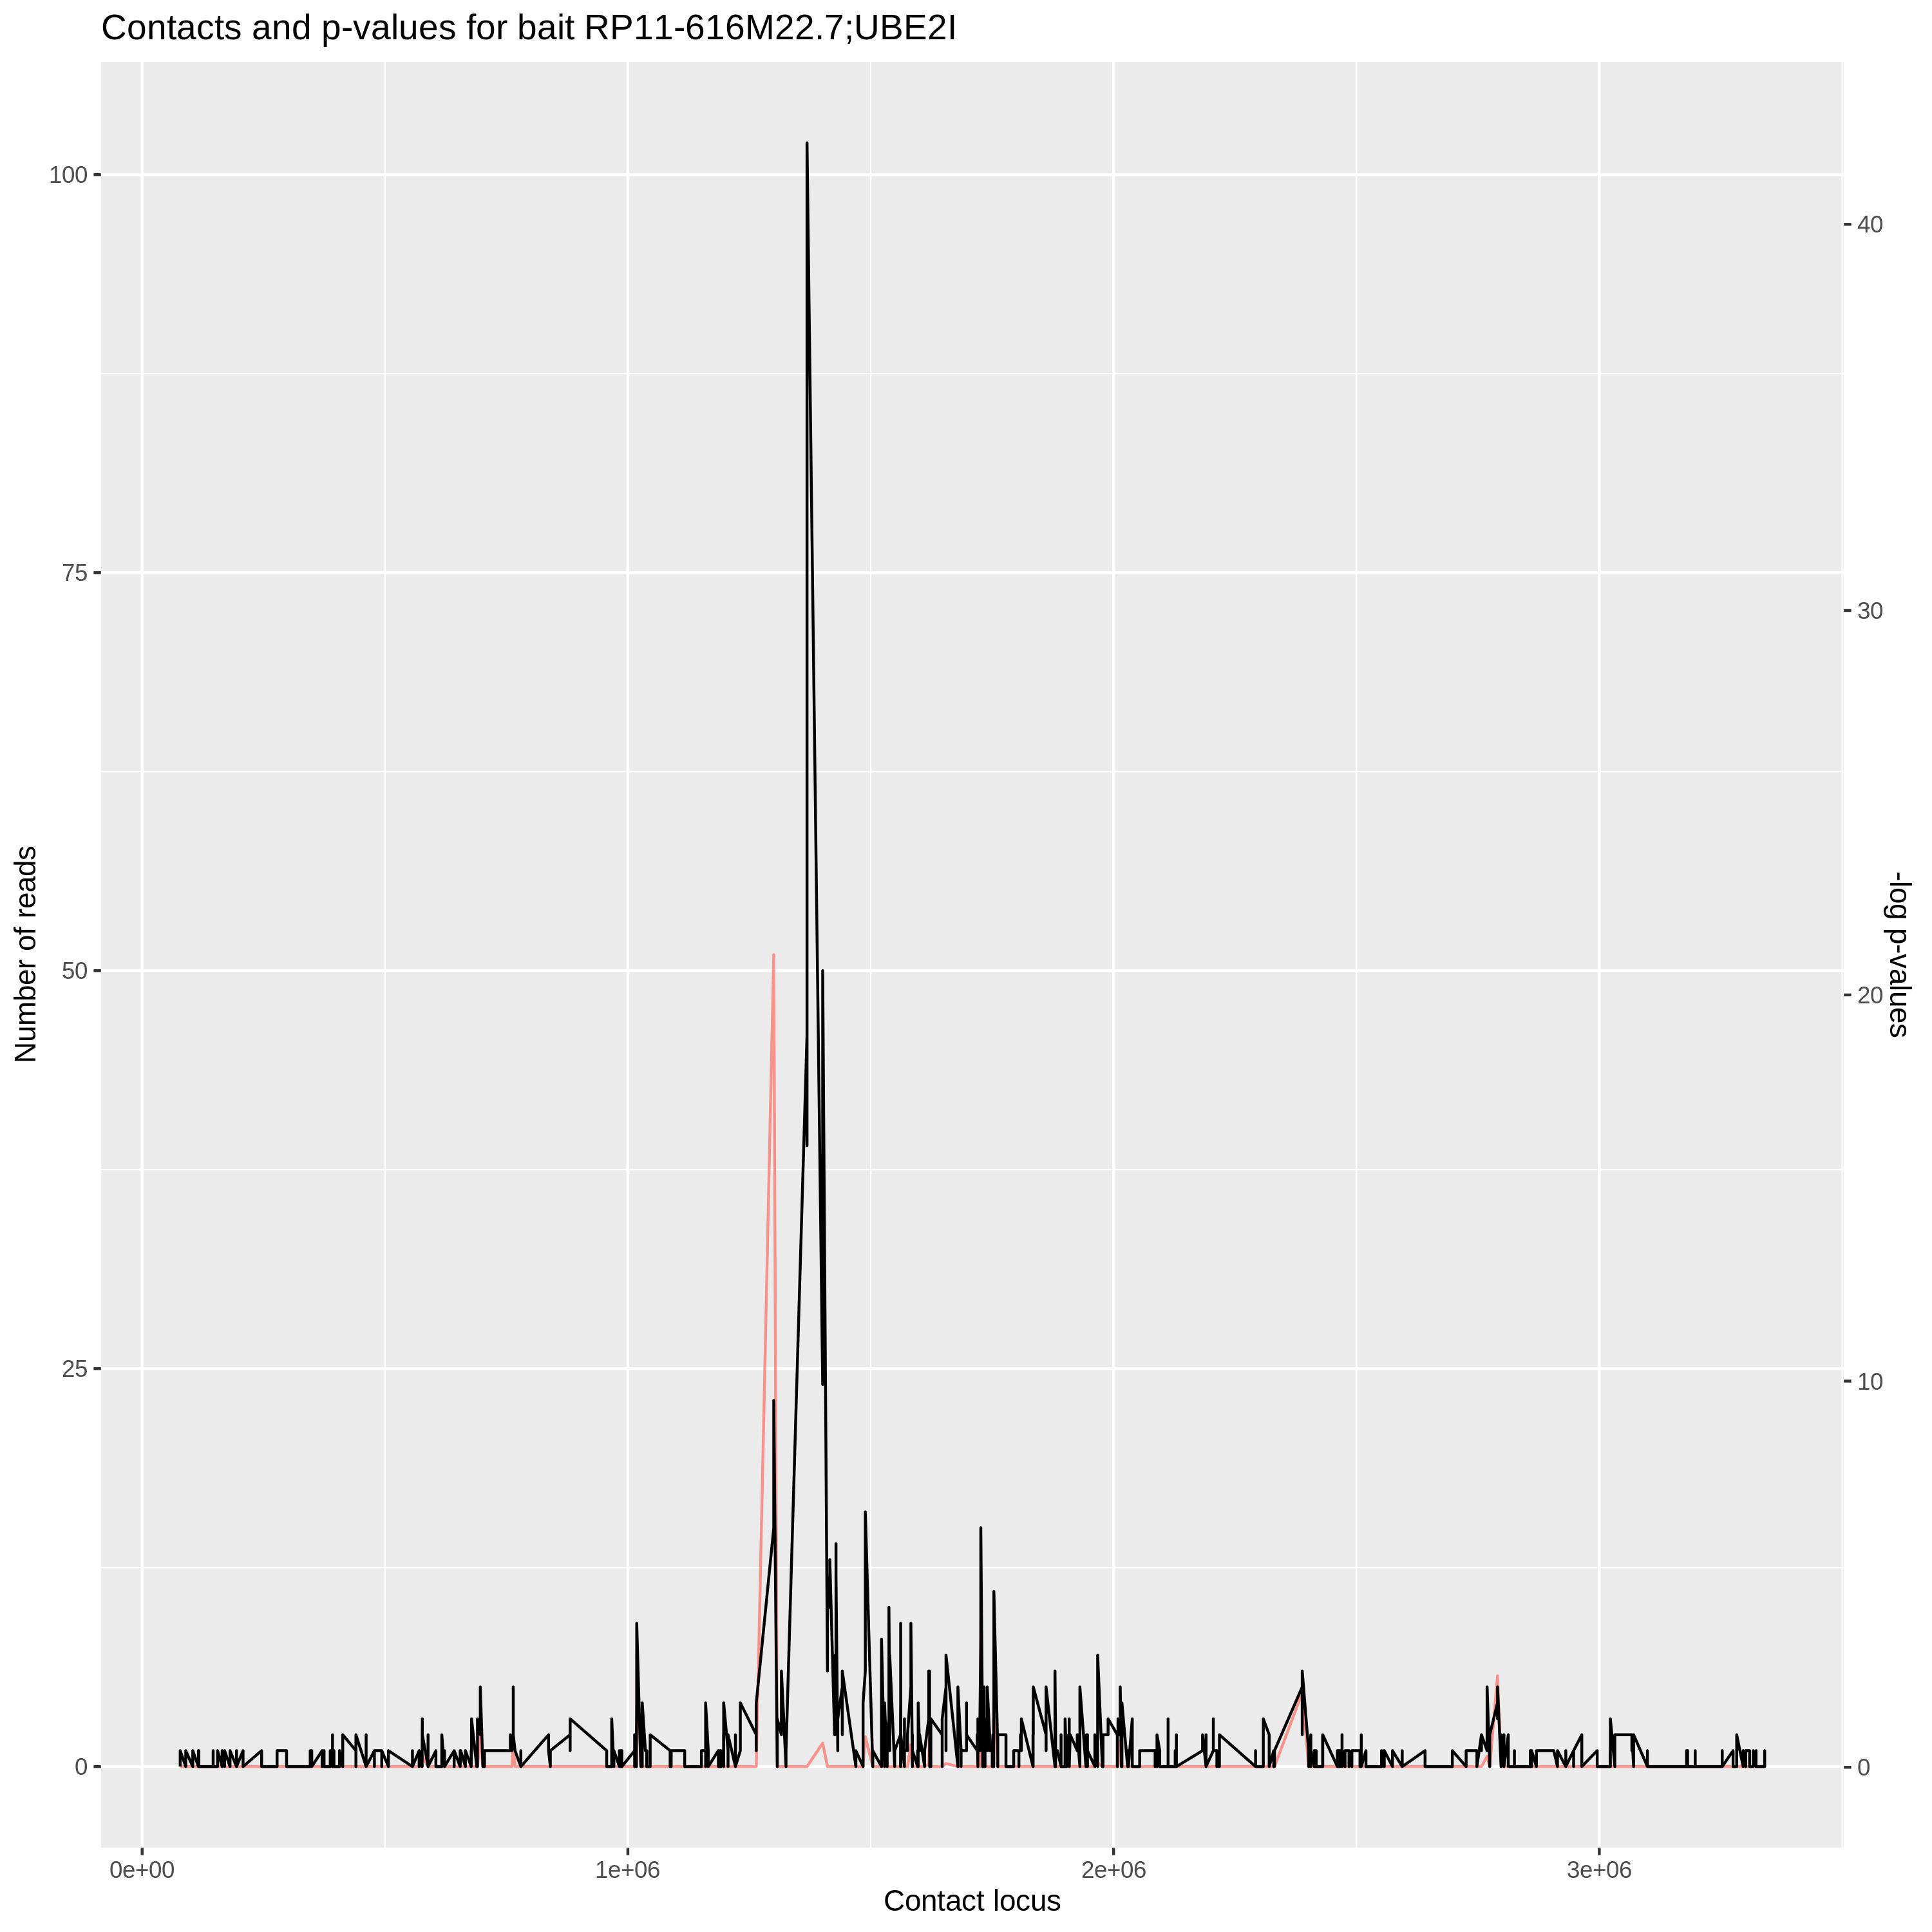 Contacts and p-values for bait RP11-616M22.7;UBE2I
100
75
50
25
0
Number of reads
40
30
20
10
0
-log p-values
0e+00
1e+06
2e+06
3e+06
Contact locus